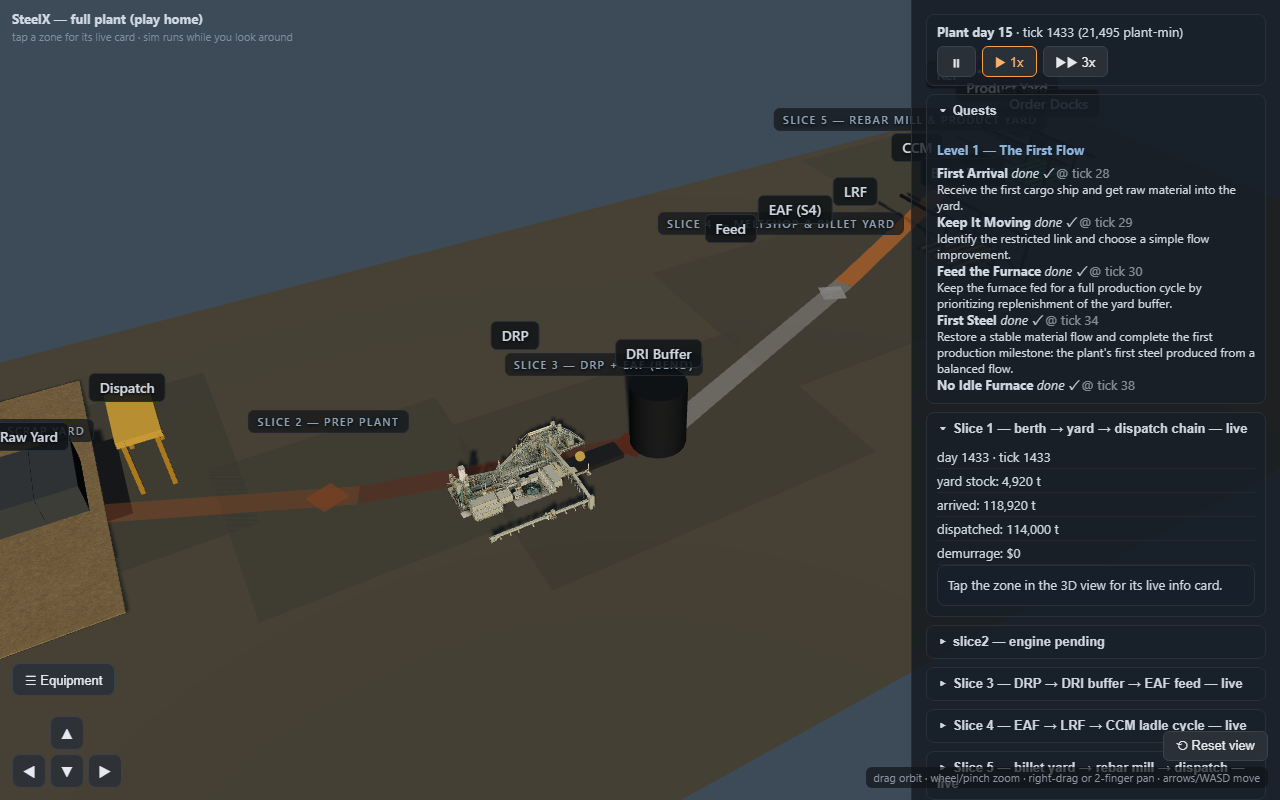 SteelX — full plant (play home)
tap a zone for its live card · sim runs while you look around
Plant day 15 · tick 1433 (21,495 plant-min)
1x
3x
Product Yard
Order Docks
Quests
SLICE 5 — REBAR MILL & PRODUCT YARD
CCM
Level 1 — The First Flow
First Arrival done ✓@ tick 28
Receive the first cargo ship and get raw material into the
yard.
Keep It Moving done ✓@ tick 29
Identify the restricted link and choose a simple flow
improvement.
Feed the Furnace done ✓@ tick 30
Keep the furnace fed for a full production cycle by
prioritizing replenishment of the yard buffer.
First Steel done ✓@ tick 34
Restore a stable material flow and complete the first
production milestone: the plant's first steel produced from a
balanced flow.
No Idle Furnace done ✓@ tick 38
LRF
EAF (S4)
SLICE 4 — MELTSHOP & BILLET YARD
Feed
DRP
DRI Buffer
SLICE 3 — DRP + EAF (BEND)
Dispatch
SLICE 2 — PREP PLANT
YARD
Raw Yard
Slice 1 — berth → yard → dispatch chain — live
day 1433 · tick 1433
yard stock: 4,920 t
arrived: 118,920 t
dispatched: 114,000 t
demurrage: $0
Tap the zone in the 3D view for its live info card.
slice2 — engine pending
Slice 3 — DRP → DRI buffer → EAF feed — live
Slice 4 — EAF → LRF → CCM ladle cycle — live
Slice 5 — billet yard → rebar mill → dispatch —
live
☰ Equipment
⟲ Reset view
drag orbit · wheel/pinch zoom · right-drag or 2-finger pan · arrows/WASD move